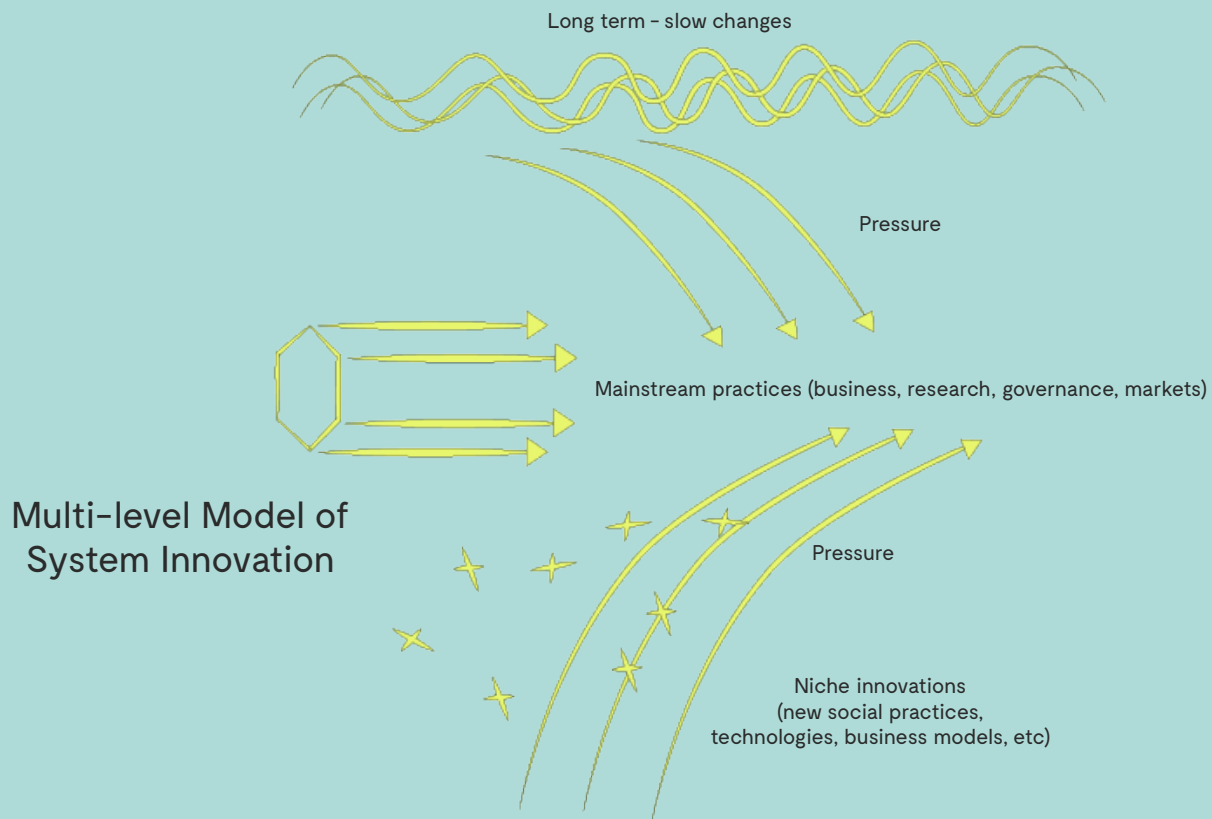 Long term - slow changes
Pressure
Mainstream practices (business, research, governance, markets)
Multi-level Model of
System Innovation
Pressure
Niche innovations
(new social practices,
technologies, business models, etc)